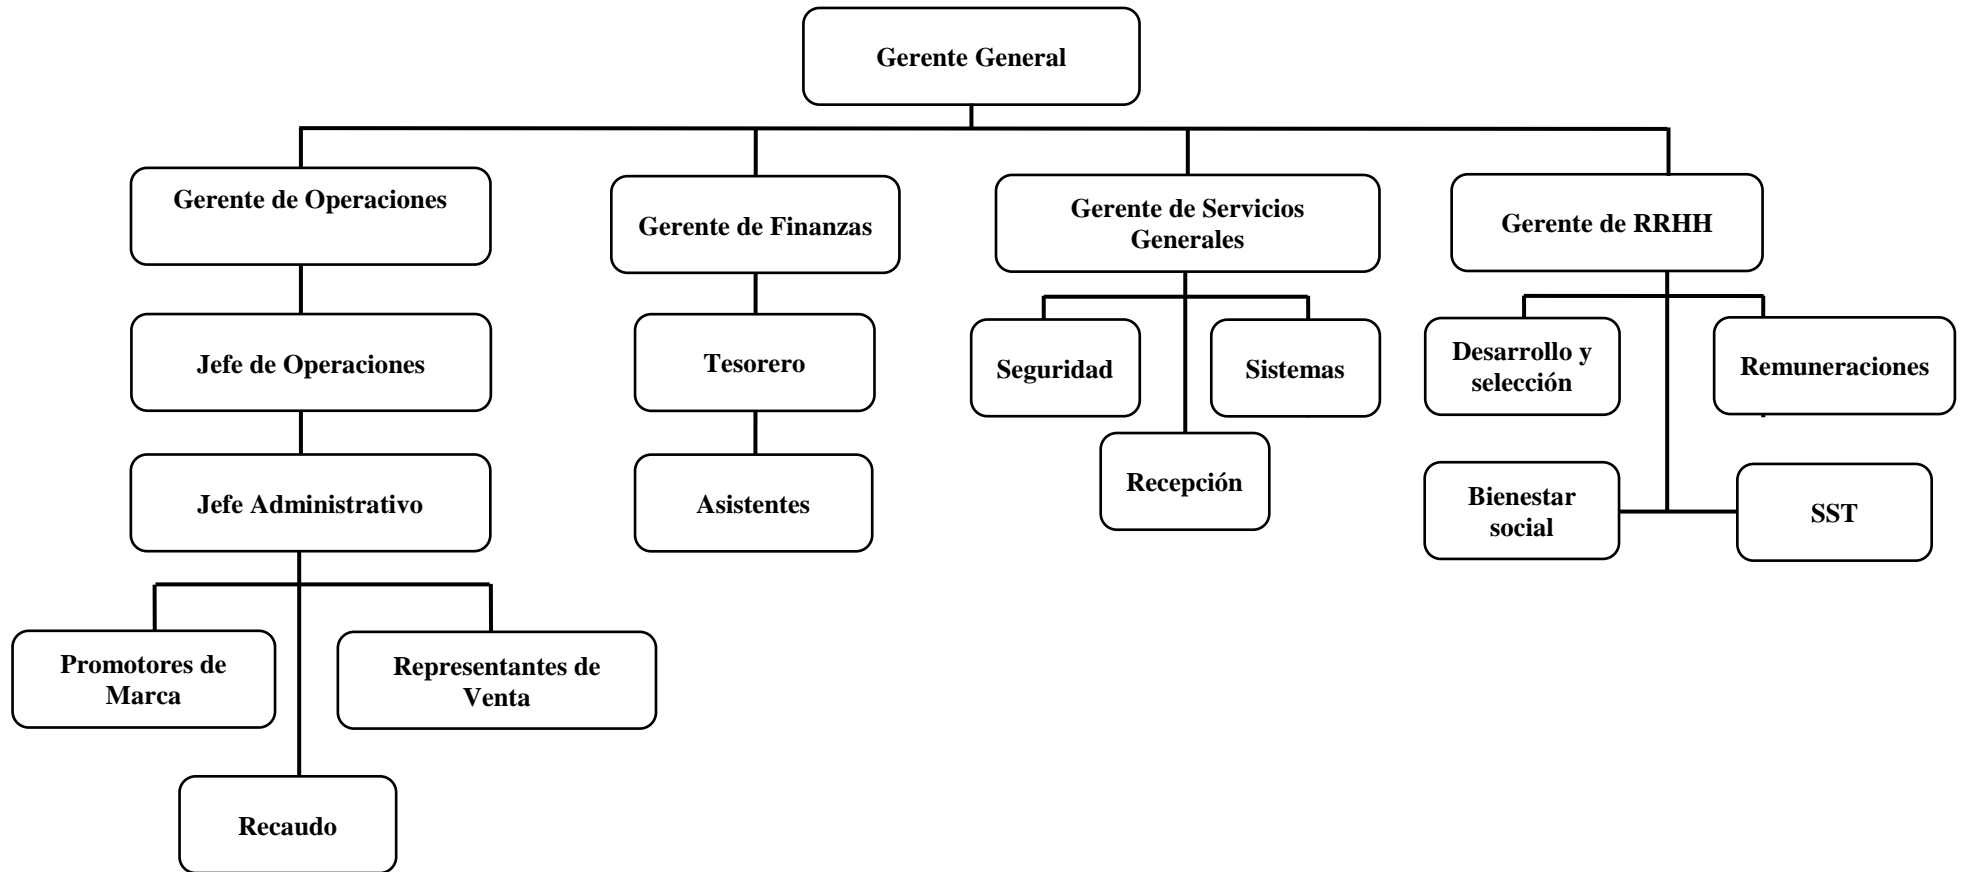 Gerente General
Gerente de Operaciones
Gerente de Finanzas
Gerente de Servicios
Generales
Gerente de RRHH
Jefe de Operaciones
Tesorero
Seguridad
Sistemas
Desarrollo y
selección
Remuneraciones
Jefe Administrativo
Asistentes
Recepción
Bienestar
social
SST
Promotores de
Marca
Representantes de
Venta
Recaudo